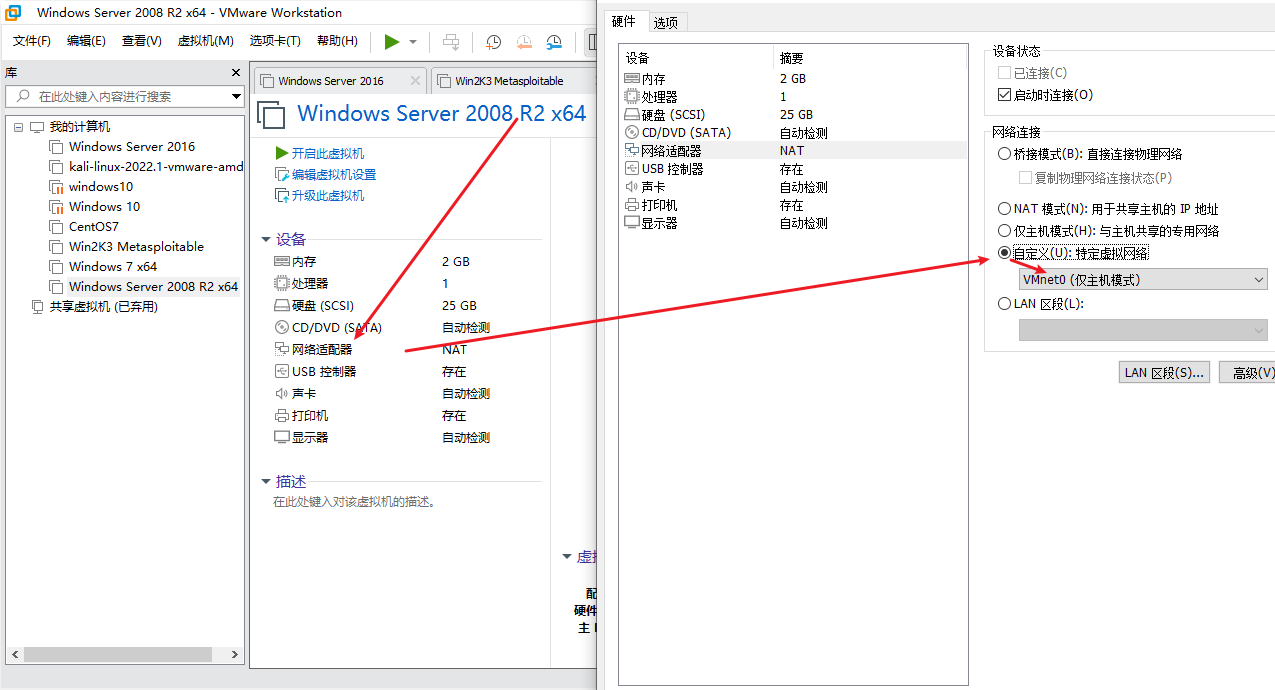 Windows Server 2008 R2 x64 - VMware Workstation
文件(F) 编辑(E) 查看(V) 虚拟机(M) 选项卡(T) 帮助(H)
库
在此处键入内容进行搜索
我的计算机
Windows Server 2016
kali-linux-2022.1-vmware-amd
windows10
Windows 10
CentOS7
Win2K3 Metasploitable
Windows 7 x64
Windows Server 2008 R2 x64
共享虚拟机 (已弃用)
Windows Server 2016
Win2K3 Metasploitable
Windows Server 2008 R2 x64
开启此虚拟机
编辑虚拟机设置
升级此虚拟机
设备
内存 2 GB
处理器 1
硬盘 (SCSI) 25 GB
CD/DVD (SATA) 自动检测
网络适配器 NAT
USB 控制器 存在
声卡 自动检测
打印机 存在
显示器 自动检测
描述
在此处键入对该虚拟机的描述。
虚
配
硬件
主
硬件 选项
设备 摘要
内存 2 GB
处理器 1
硬盘 (SCSI) 25 GB
CD/DVD (SATA) 自动检测
网络适配器 NAT
USB 控制器 存在
声卡 自动检测
打印机 存在
显示器 自动检测
设备状态
已连接(C)
启动时连接(O)
网络连接
桥接模式(B): 直接连接物理网络
复制物理网络连接状态(P)
NAT 模式(N): 用于共享主机的 IP 地址
仅主机模式(H): 与主机共享的专用网络
自定义(U): 特定虚拟网络
VMnet0 (仅主机模式)
LAN 区段(L):
LAN 区段(S)... 高级(V)